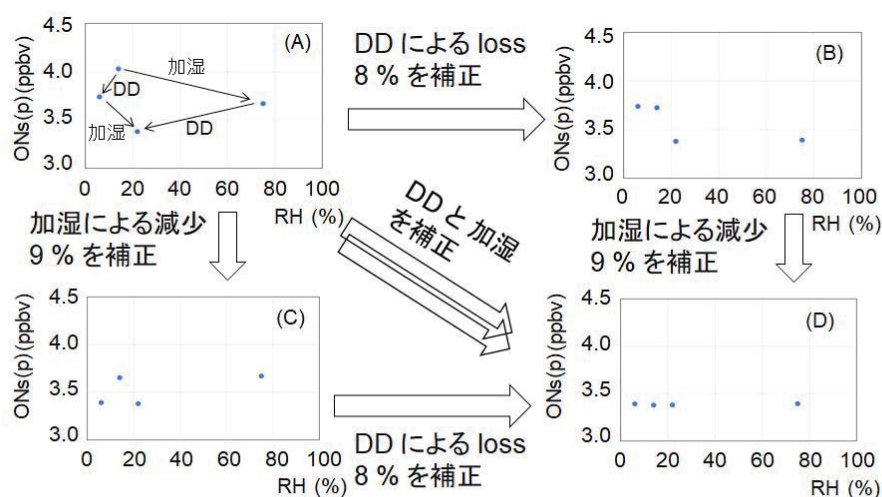 (A)
ONs(p) (ppbv)
4.5
4.0
3.5
3.0
加湿
DD
加湿
DD
0 20 40 60 80 100
RH (%)
DD による loss
8 % を補正
(B)
ONs(p) (ppbv)
4.5
4.0
3.5
3.0
0 20 40 60 80 100
RH (%)
加湿による減少
9 % を補正
DD と 加湿
を補正
加湿による減少
9 % を補正
(C)
ONs(p) (ppbv)
4.5
4.0
3.5
3.0
0 20 40 60 80 100
RH (%)
DD による loss
8 % を補正
(D)
ONs(p) (ppbv)
4.5
4.0
3.5
3.0
0 20 40 60 80 100
RH (%)